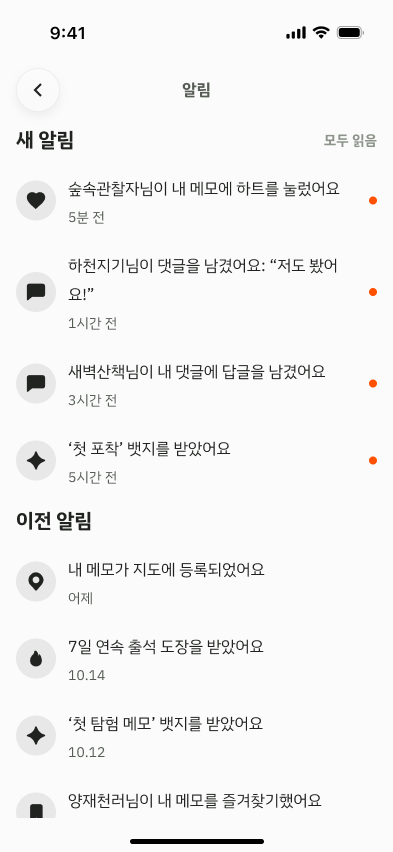 9:41
알림
새 알림
모두 읽음
숲속관찰자님이 내 메모에 하트를 눌렀어요
5분 전
하천지기님이 댓글을 남겼어요: “저도 봤어
요!”
1시간 전
새벽산책님이 내 댓글에 답글을 남겼어요
3시간 전
‘첫 포착’ 뱃지를 받았어요
5시간 전
이전 알림
내 메모가 지도에 등록되었어요
어제
7일 연속 출석 도장을 받았어요
10.14
‘첫 탐험 메모’ 뱃지를 받았어요
10.12
양재천러님이 내 메모를 즐겨찾기했어요